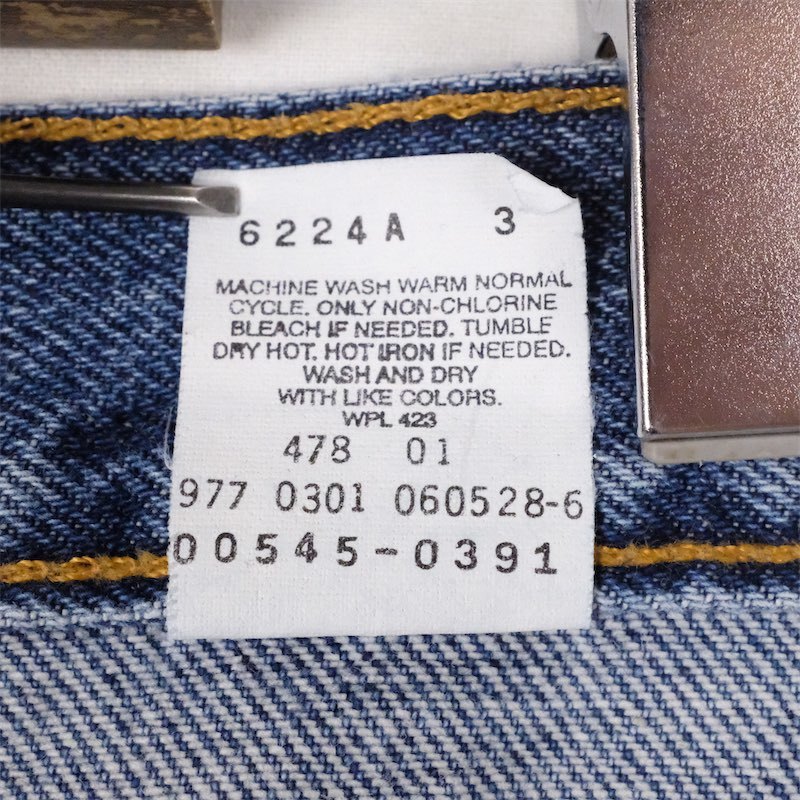 6224A 3
MACHINE WASH WARM NORMAL
CYCLE. ONLY NON-CHLORINE
BLEACH IF NEEDED. TUMBLE
DRY HOT. HOT IRON IF NEEDED.
WASH AND DRY
WITH LIKE COLORS.
WPL 423
478 01
977 0301 060528-6
00545-0391